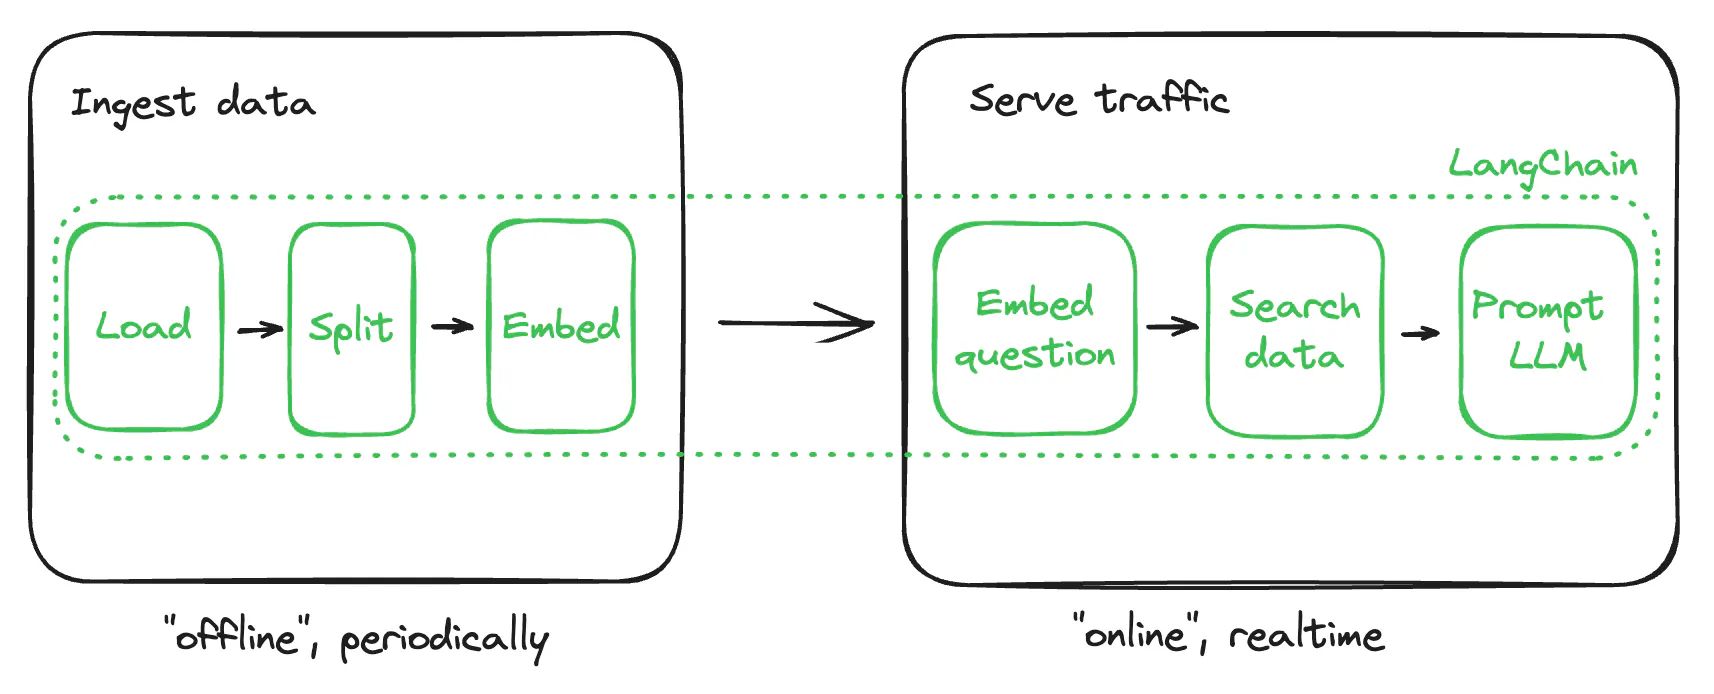 Ingest data
Load
Split
Embed
"offline", periodically
Serve traffic
LangChain
Embed
question
Search
data
Prompt
LLM
"online", realtime